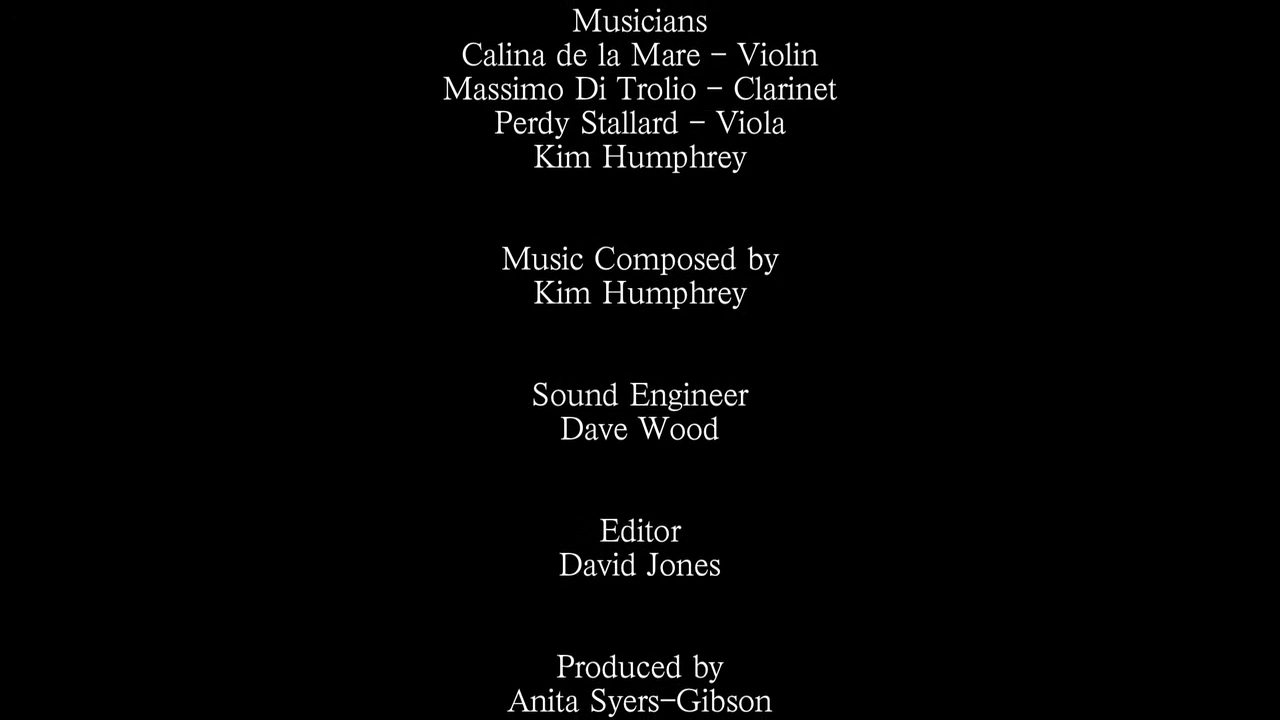 Musicians
Calina de la Mare - Violin
Massimo Di Trolio - Clarinet
Perdy Stallard - Viola
Kim Humphrey
Music Composed by
Kim Humphrey
Sound Engineer
Dave Wood
Editor
David Jones
Produced by
Anita Syers-Gibson